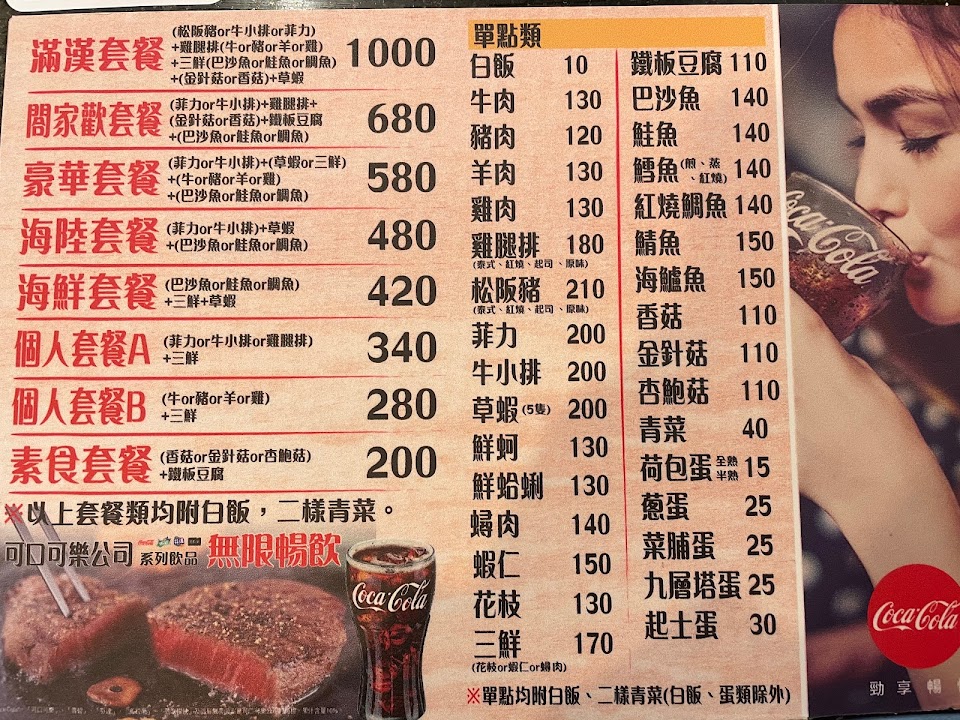 滿漢套餐 (松阪豬or牛小排or菲力) 1000
+雞腿排(牛or豬or羊or雞)
+三鮮(巴沙魚or鮭魚or鯛魚)
+(金針菇or香菇)+草蝦
闔家歡套餐 (菲力or牛小排)+雞腿排+ 680
(金針菇or香菇)+鐵板豆腐
+(巴沙魚or鮭魚or鯛魚)
豪華套餐 (菲力or牛小排)+(草蝦or三鮮) 580
+(牛or豬or羊or雞)
+(巴沙魚or鮭魚or鯛魚)
海陸套餐 (菲力or牛小排)+草蝦 480
+(巴沙魚or鮭魚or鯛魚)
海鮮套餐 (巴沙魚or鮭魚or鯛魚) 420
+三鮮+草蝦
個人套餐A (菲力or牛小排or雞腿排) 340
+三鮮
個人套餐B (牛or豬or羊or雞) 280
+三鮮
素食套餐 (香菇or金針菇or杏鮑菇) 200
+鐵板豆腐
※以上套餐類均附白飯，二樣青菜。
可口可樂公司 系列飲品 無限暢飲
Coca-Cola
單點類
白飯 10
牛肉 130
豬肉 120
羊肉 130
雞肉 130
雞腿排 180
(泰式、紅燒、起司、原味)
松阪豬 210
(泰式、紅燒、起司、原味)
菲力 200
牛小排 200
草蝦(5隻) 200
鮮蚵 130
鮮蛤蜊 130
蟳肉 140
蝦仁 150
花枝 130
三鮮 170
(花枝or蝦仁or蟳肉)
鐵板豆腐 110
巴沙魚 140
鮭魚 140
鱈魚(煎、蒸、紅燒) 140
紅燒鯛魚 140
鯖魚 150
海鱸魚 150
香菇 110
金針菇 110
杏鮑菇 110
青菜 40
荷包蛋 全熟 半熟 15
蔥蛋 25
菜脯蛋 25
九層塔蛋 25
起士蛋 30
※單點均附白飯、二樣青菜(白飯、蛋類除外)
Coca-Cola
Coca-Cola
勁享暢